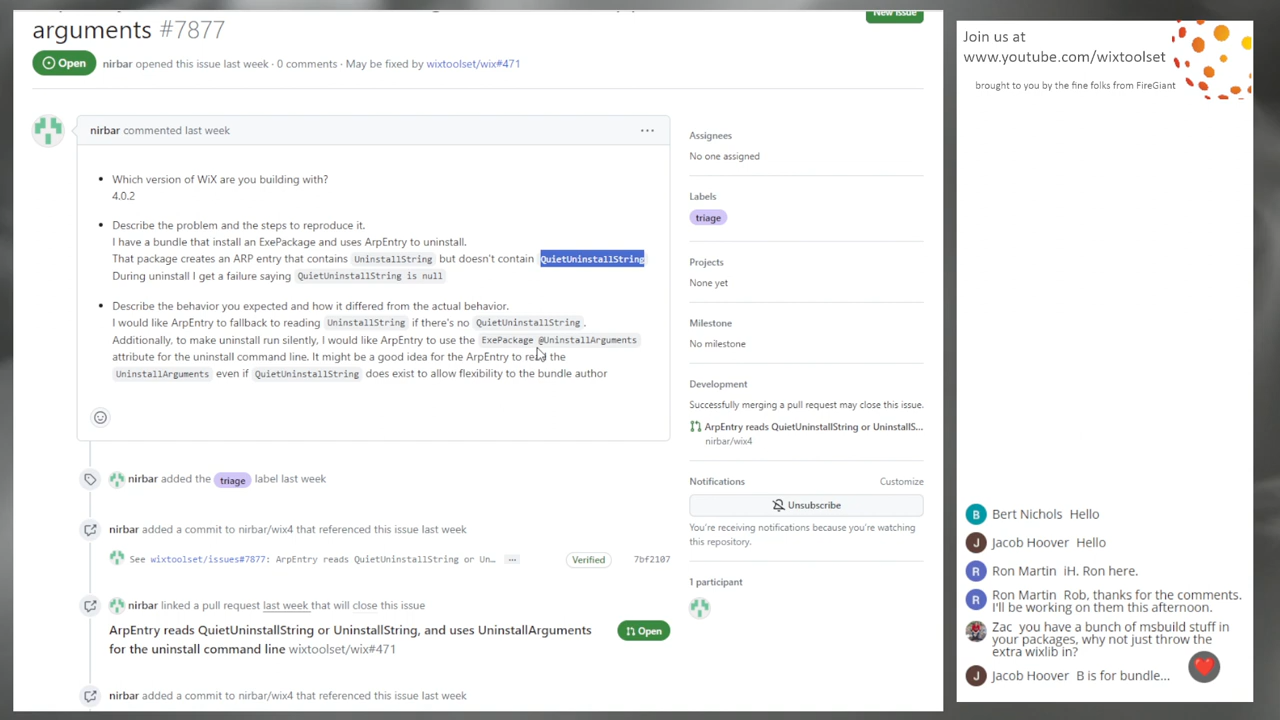 arguments #7877
New issue
Open
nirbar opened this issue last week · 0 comments · May be fixed by wixtoolset/wix#471
nirbar commented last week
Which version of WiX are you building with?
4.0.2
Describe the problem and the steps to reproduce it.
I have a bundle that install an ExePackage and uses ArpEntry to uninstall.
That package creates an ARP entry that contains UninstallString but doesn't contain QuietUninstallString
During uninstall I get a failure saying QuietUninstallString is null
Describe the behavior you expected and how it differed from the actual behavior.
I would like ArpEntry to fallback to reading UninstallString if there's no QuietUninstallString.
Additionally, to make uninstall run silently, I would like ArpEntry to use the ExePackage @UninstallArguments
attribute for the uninstall command line. It might be a good idea for the ArpEntry to read the
UninstallArguments even if QuietUninstallString does exist to allow flexibility to the bundle author
nirbar added the triage label last week
nirbar added a commit to nirbar/wix4 that referenced this issue last week
See wixtoolset/issues#7877: ArpEntry reads QuietUninstallString or Un… ...
Verified
7bf2107
nirbar linked a pull request last week that will close this issue
ArpEntry reads QuietUninstallString or UninstallString, and uses UninstallArguments
for the uninstall command line wixtoolset/wix#471
Open
nirbar added a commit to nirbar/wix4 that referenced this issue last week
Assignees
No one assigned
Labels
triage
Projects
None yet
Milestone
No milestone
Development
Successfully merging a pull request may close this issue.
ArpEntry reads QuietUninstallString or UninstallS...
nirbar/wix4
Notifications
Customize
Unsubscribe
You're receiving notifications because you're watching
this repository.
1 participant
Join us at
www.youtube.com/wixtoolset
brought to you by the fine folks from FireGiant
B Bert Nichols Hello
J Jacob Hoover Hello
R Ron Martin iH. Ron here.
R Ron Martin Rob, thanks for the comments.
I'll be working on them this afternoon.
Zac you have a bunch of msbuild stuff in
your packages, why not just throw the
extra wixlib in?
J Jacob Hoover B is for bundle...